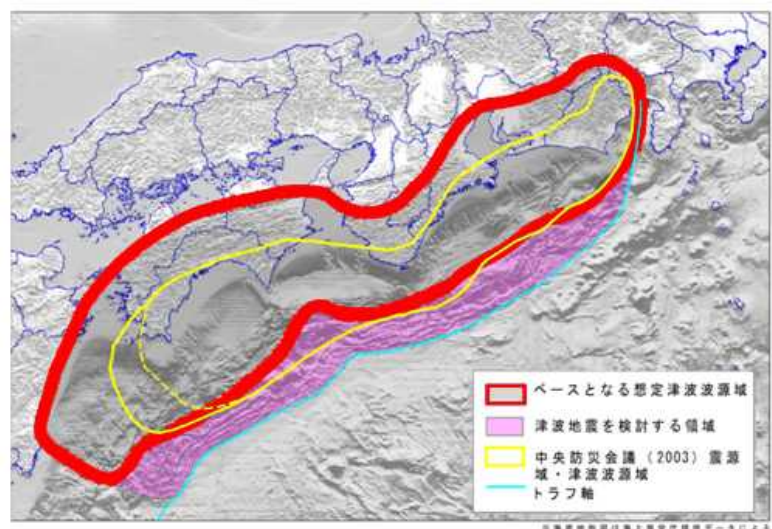 ベースとなる想定津波波源域
津波地震を検討する領域
中央防災会議（2003）震源
域・津波波源域
トラフ軸